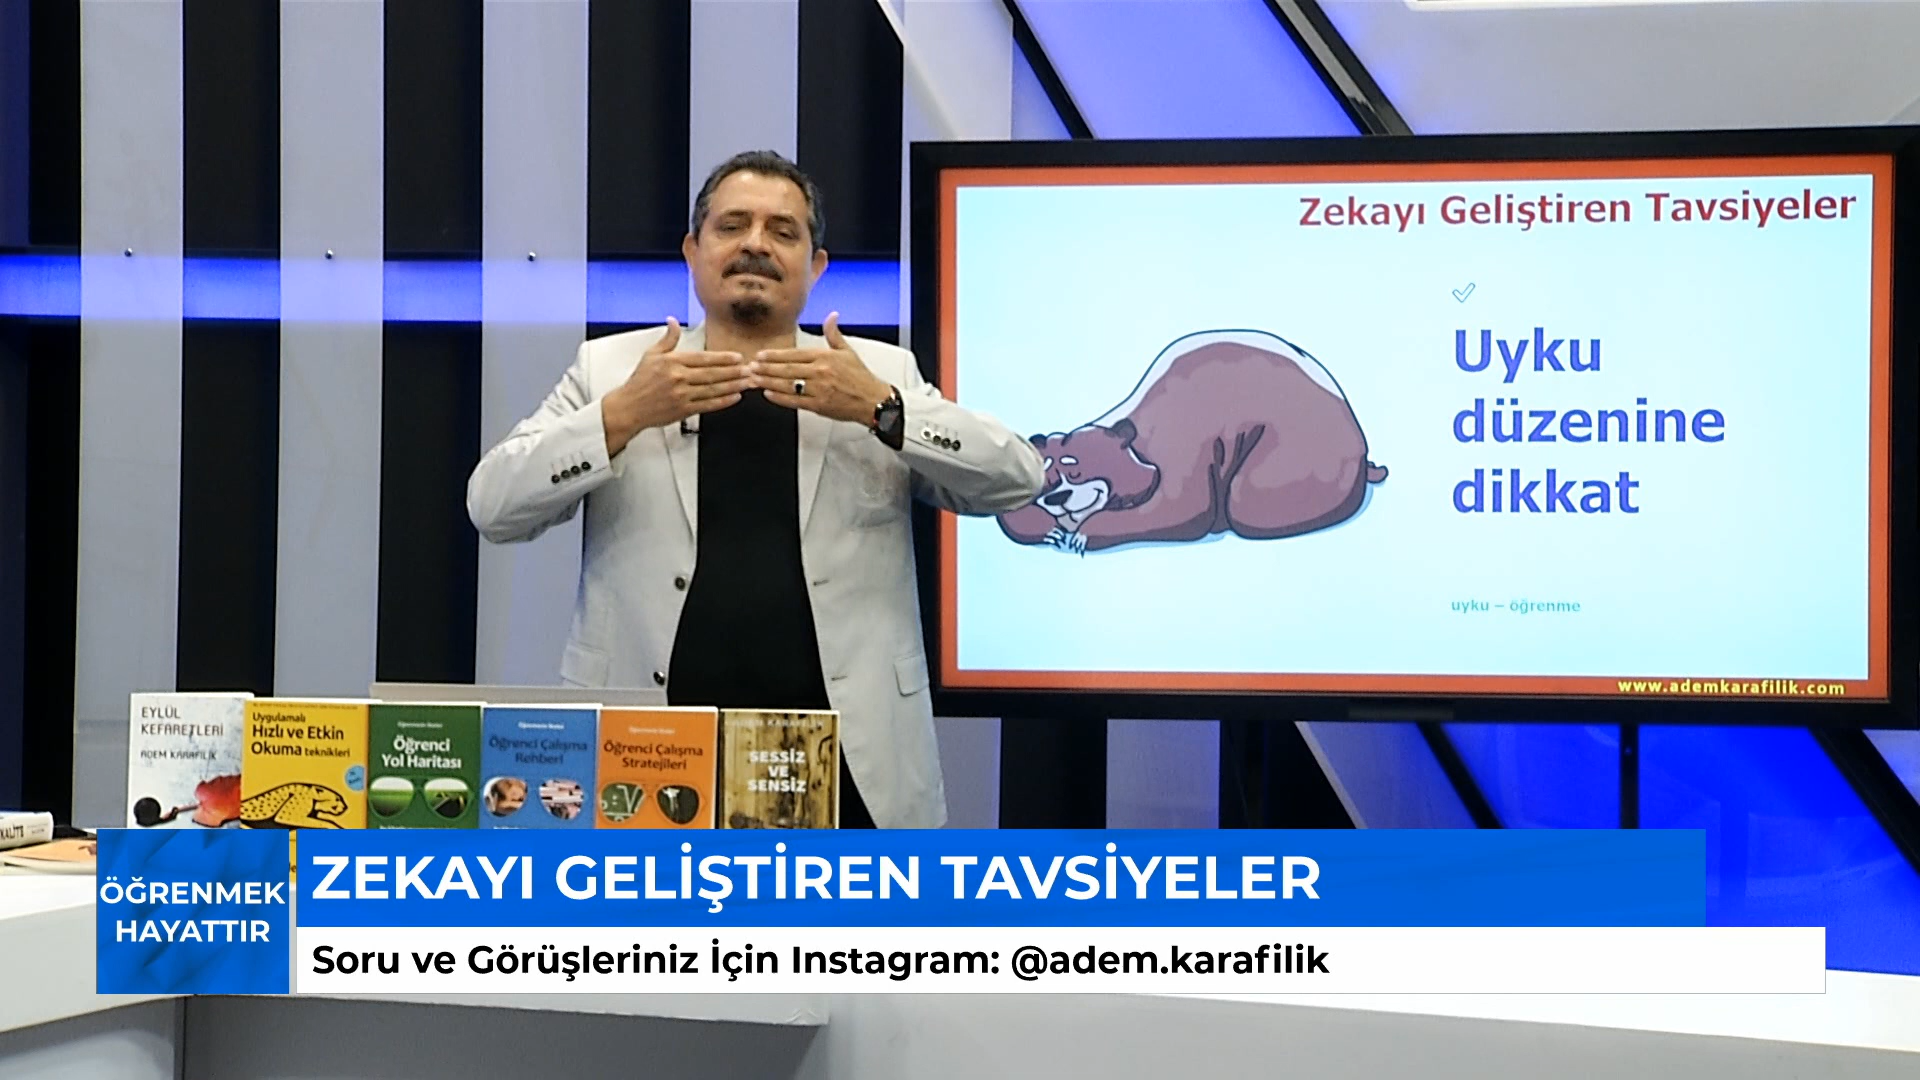 Zekayı Geliştiren Tavsiyeler
Uyku
düzenine
dikkat
uyku – öğrenme
www.ademkarafilik.com
EYLÜL
KEFARETLERİ
ADEM KARAFİLİK
Uygulamalı
Hızlı ve Etkin
Okuma teknikleri
Öğrenci
Yol Haritası
Öğrenci Çalışma
Rehberi
Öğrenci Çalışma
Stratejileri
ADEM KARAFİLİK
SESSİZ
VE
SENSİZ
ÖĞRENMEK
HAYATTIR
ZEKAYI GELİŞTİREN TAVSİYELER
Soru ve Görüşleriniz İçin Instagram: @adem.karafilik